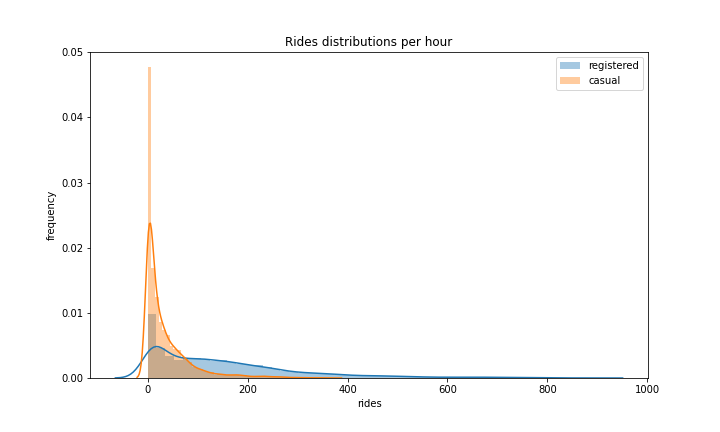 Rides distributions per hour
registered
casual
frequency
0.05
0.04
0.03
0.02
0.01
0.00
0 200 400 600 800 1000
rides